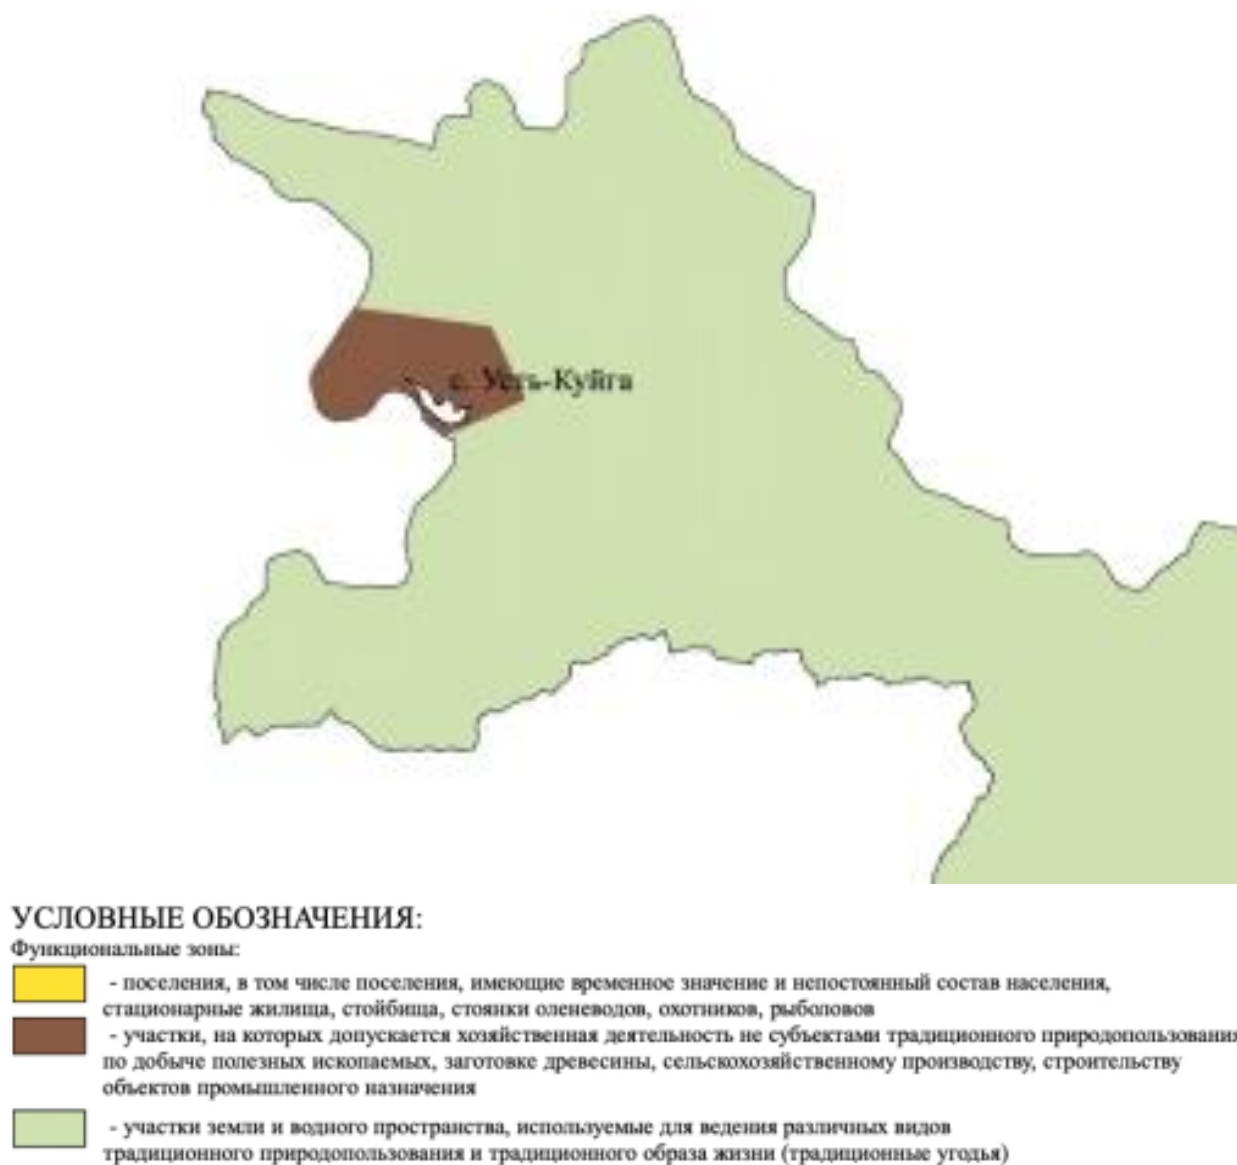 с. Усть-Куйга
УСЛОВНЫЕ ОБОЗНАЧЕНИЯ:
Функциональные зоны:
- поселения, в том числе поселения, имеющие временное значение и непостоянный состав населения,
стационарные жилища, стойбища, стоянки оленеводов, охотников, рыболовов
- участки, на которых допускается хозяйственная деятельность не субъектами традиционного природопользования
по добыче полезных ископаемых, заготовке древесины, сельскохозяйственному производству, строительству
объектов промышленного назначения
- участки земли и водного пространства, используемые для ведения различных видов
традиционного природопользования и традиционного образа жизни (традиционные угодья)